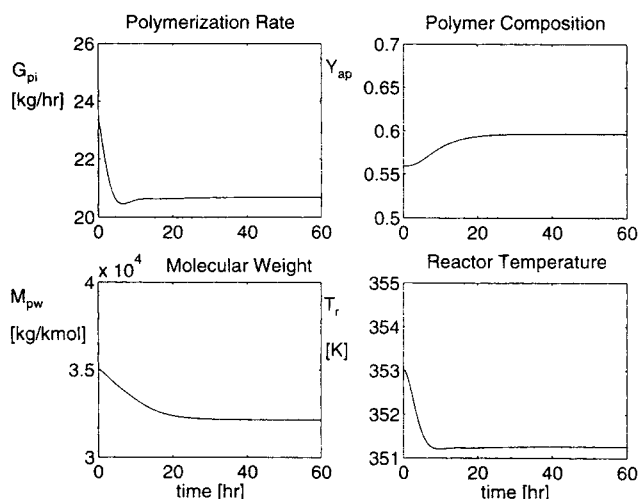 Polymerization Rate
26
G_pi
[kg/hr]
24
22
20
0 20 40 60
Polymer Composition
0.7
Y_ap
0.65
0.6
0.55
0.5
0 20 40 60
x 10^4 Molecular Weight
4
M_pw
[kg/kmol]
3.5
3
0 20 40 60
time [hr]
Reactor Temperature
355
T_r
354
[K]
353
352
351
0 20 40 60
time [hr]